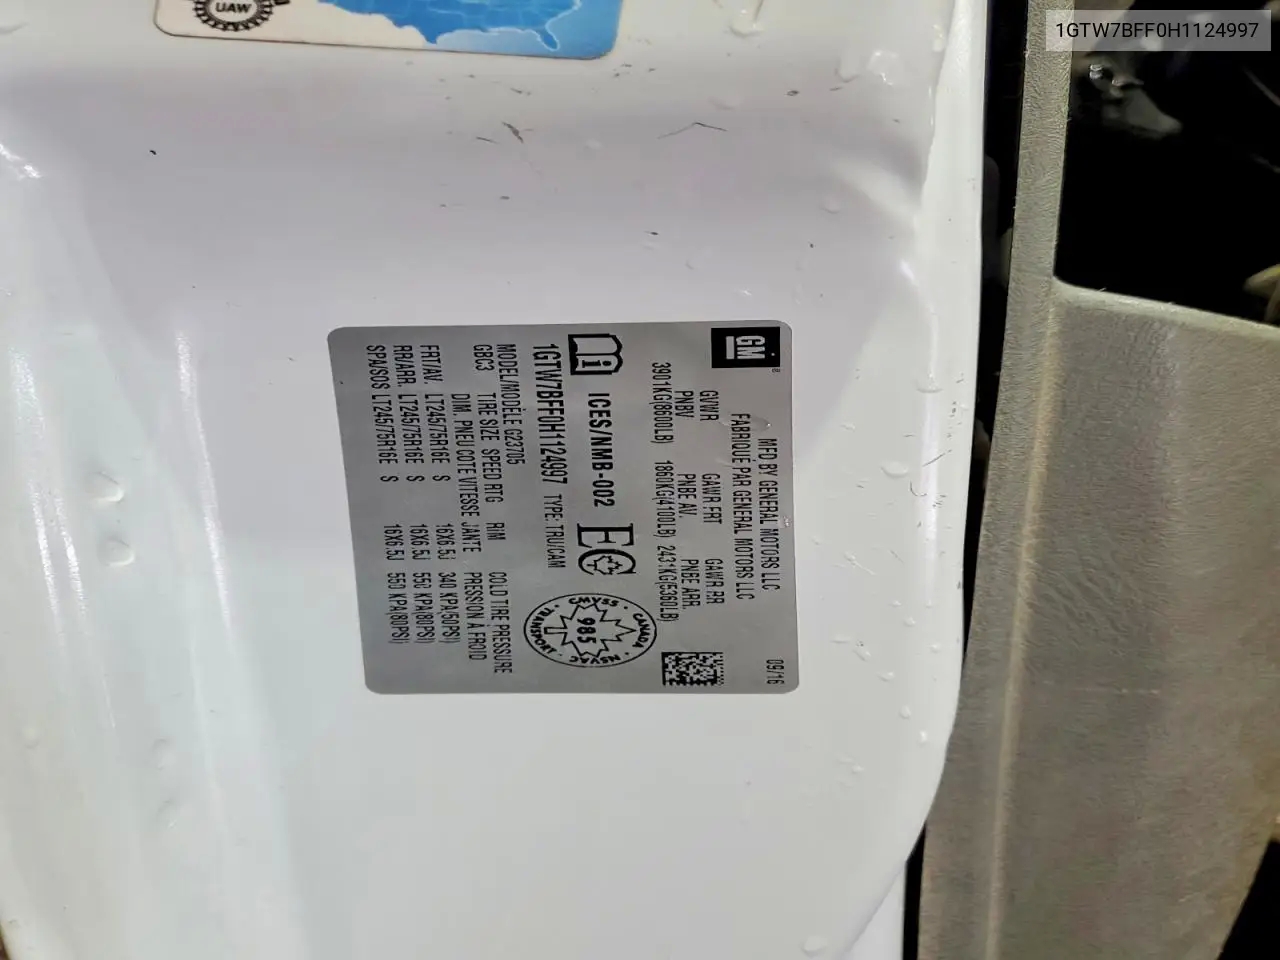 1GTW7BFF0H1124997
UAW
GM
MFD BY GENERAL MOTORS LLC 09/16
FABRIQUÉ PAR GENERAL MOTORS LLC
GVWR GAWR FRT GAWR RR
PNBV PNBE AV. PNBE ARR.
3901KG(8600LB) 1860KG(4100LB) 2431KG(5360LB)
i ICES/NMB-002 EC
CANADA · CMVSS · TRANSPORT · NSVAC ·
985
1GTW7BFF0H1124997 TYPE: TRU/CAM
MODEL/MODÈLE G23705
GBC3 TIRE SIZE SPEED RTG RIM COLD TIRE PRESSURE
DIM. PNEU COTE VITESSE JANTE PRESSION À FROID
FRT/AV. LT245/75R16E S 16X6.5J 340 KPA(50PSI)
RR/ARR. LT245/75R16E S 16X6.5J 550 KPA(80PSI)
SPA/SOS LT245/75R16E S 16X6.5J 550 KPA(80PSI)